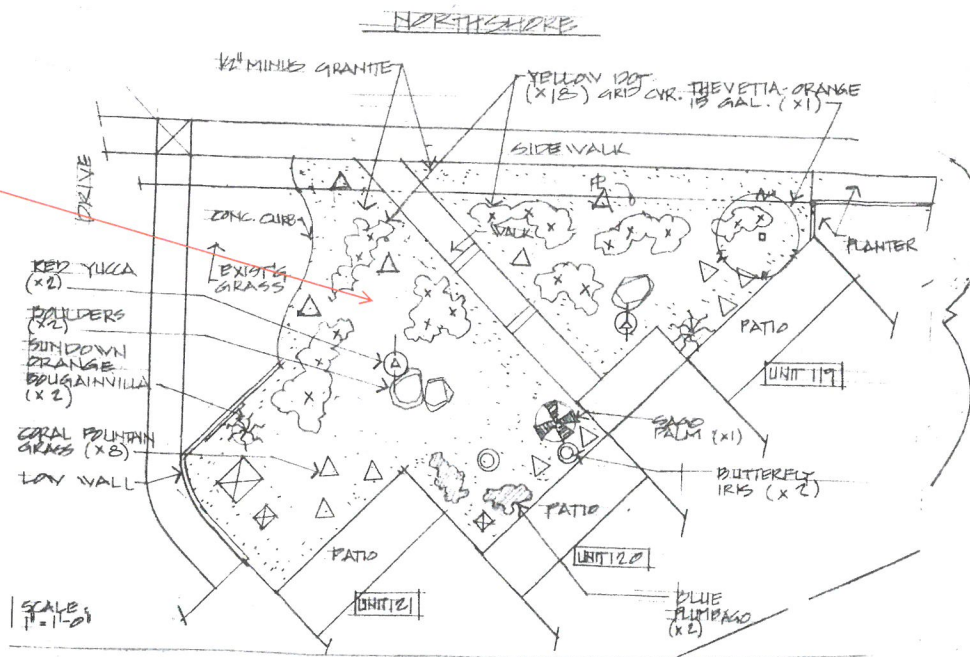 NORTHSHORE
1/2" MINUS GRANITE
YELLOW DOT
(X18) GRD CVR.
THEVETIA-ORANGE
15 GAL. (X1)
SIDEWALK
DRIVE
CONC. CURB
WALK
PLANTER
EXIST'G
GRASS
RED YUCCA
(X2)
BOULDERS
(X2)
SUNDOWN
ORANGE
BOUGAINVILLA
(X2)
CORAL FOUNTAIN
GRASS (X8)
LOW WALL
PATIO
UNIT 119
SAGO
PALM (X1)
BUTTERFLY
IRIS (X2)
PATIO
UNIT 120
PATIO
UNIT 121
BLUE
PLUMBAGO
(X2)
SCALE:
1" = 1'-0"